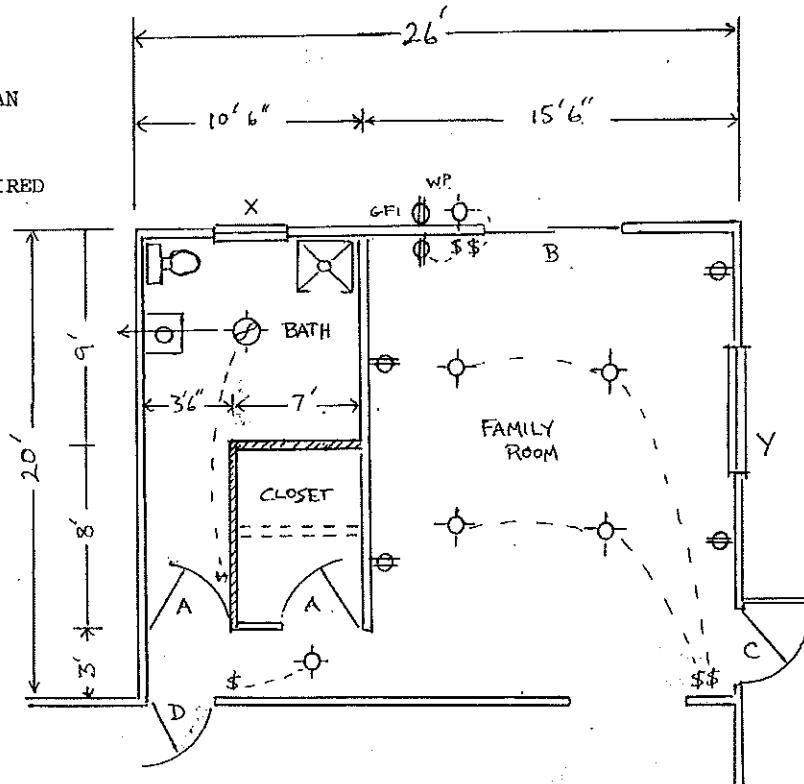 26'
AN
10'6" 15'6"
IRED
WP
X GFI
$ $
B
BATH
9'
3'6" 7'
FAMILY
ROOM
Y
20'
CLOSET
8'
$
A A
C
3'
$
$$
D